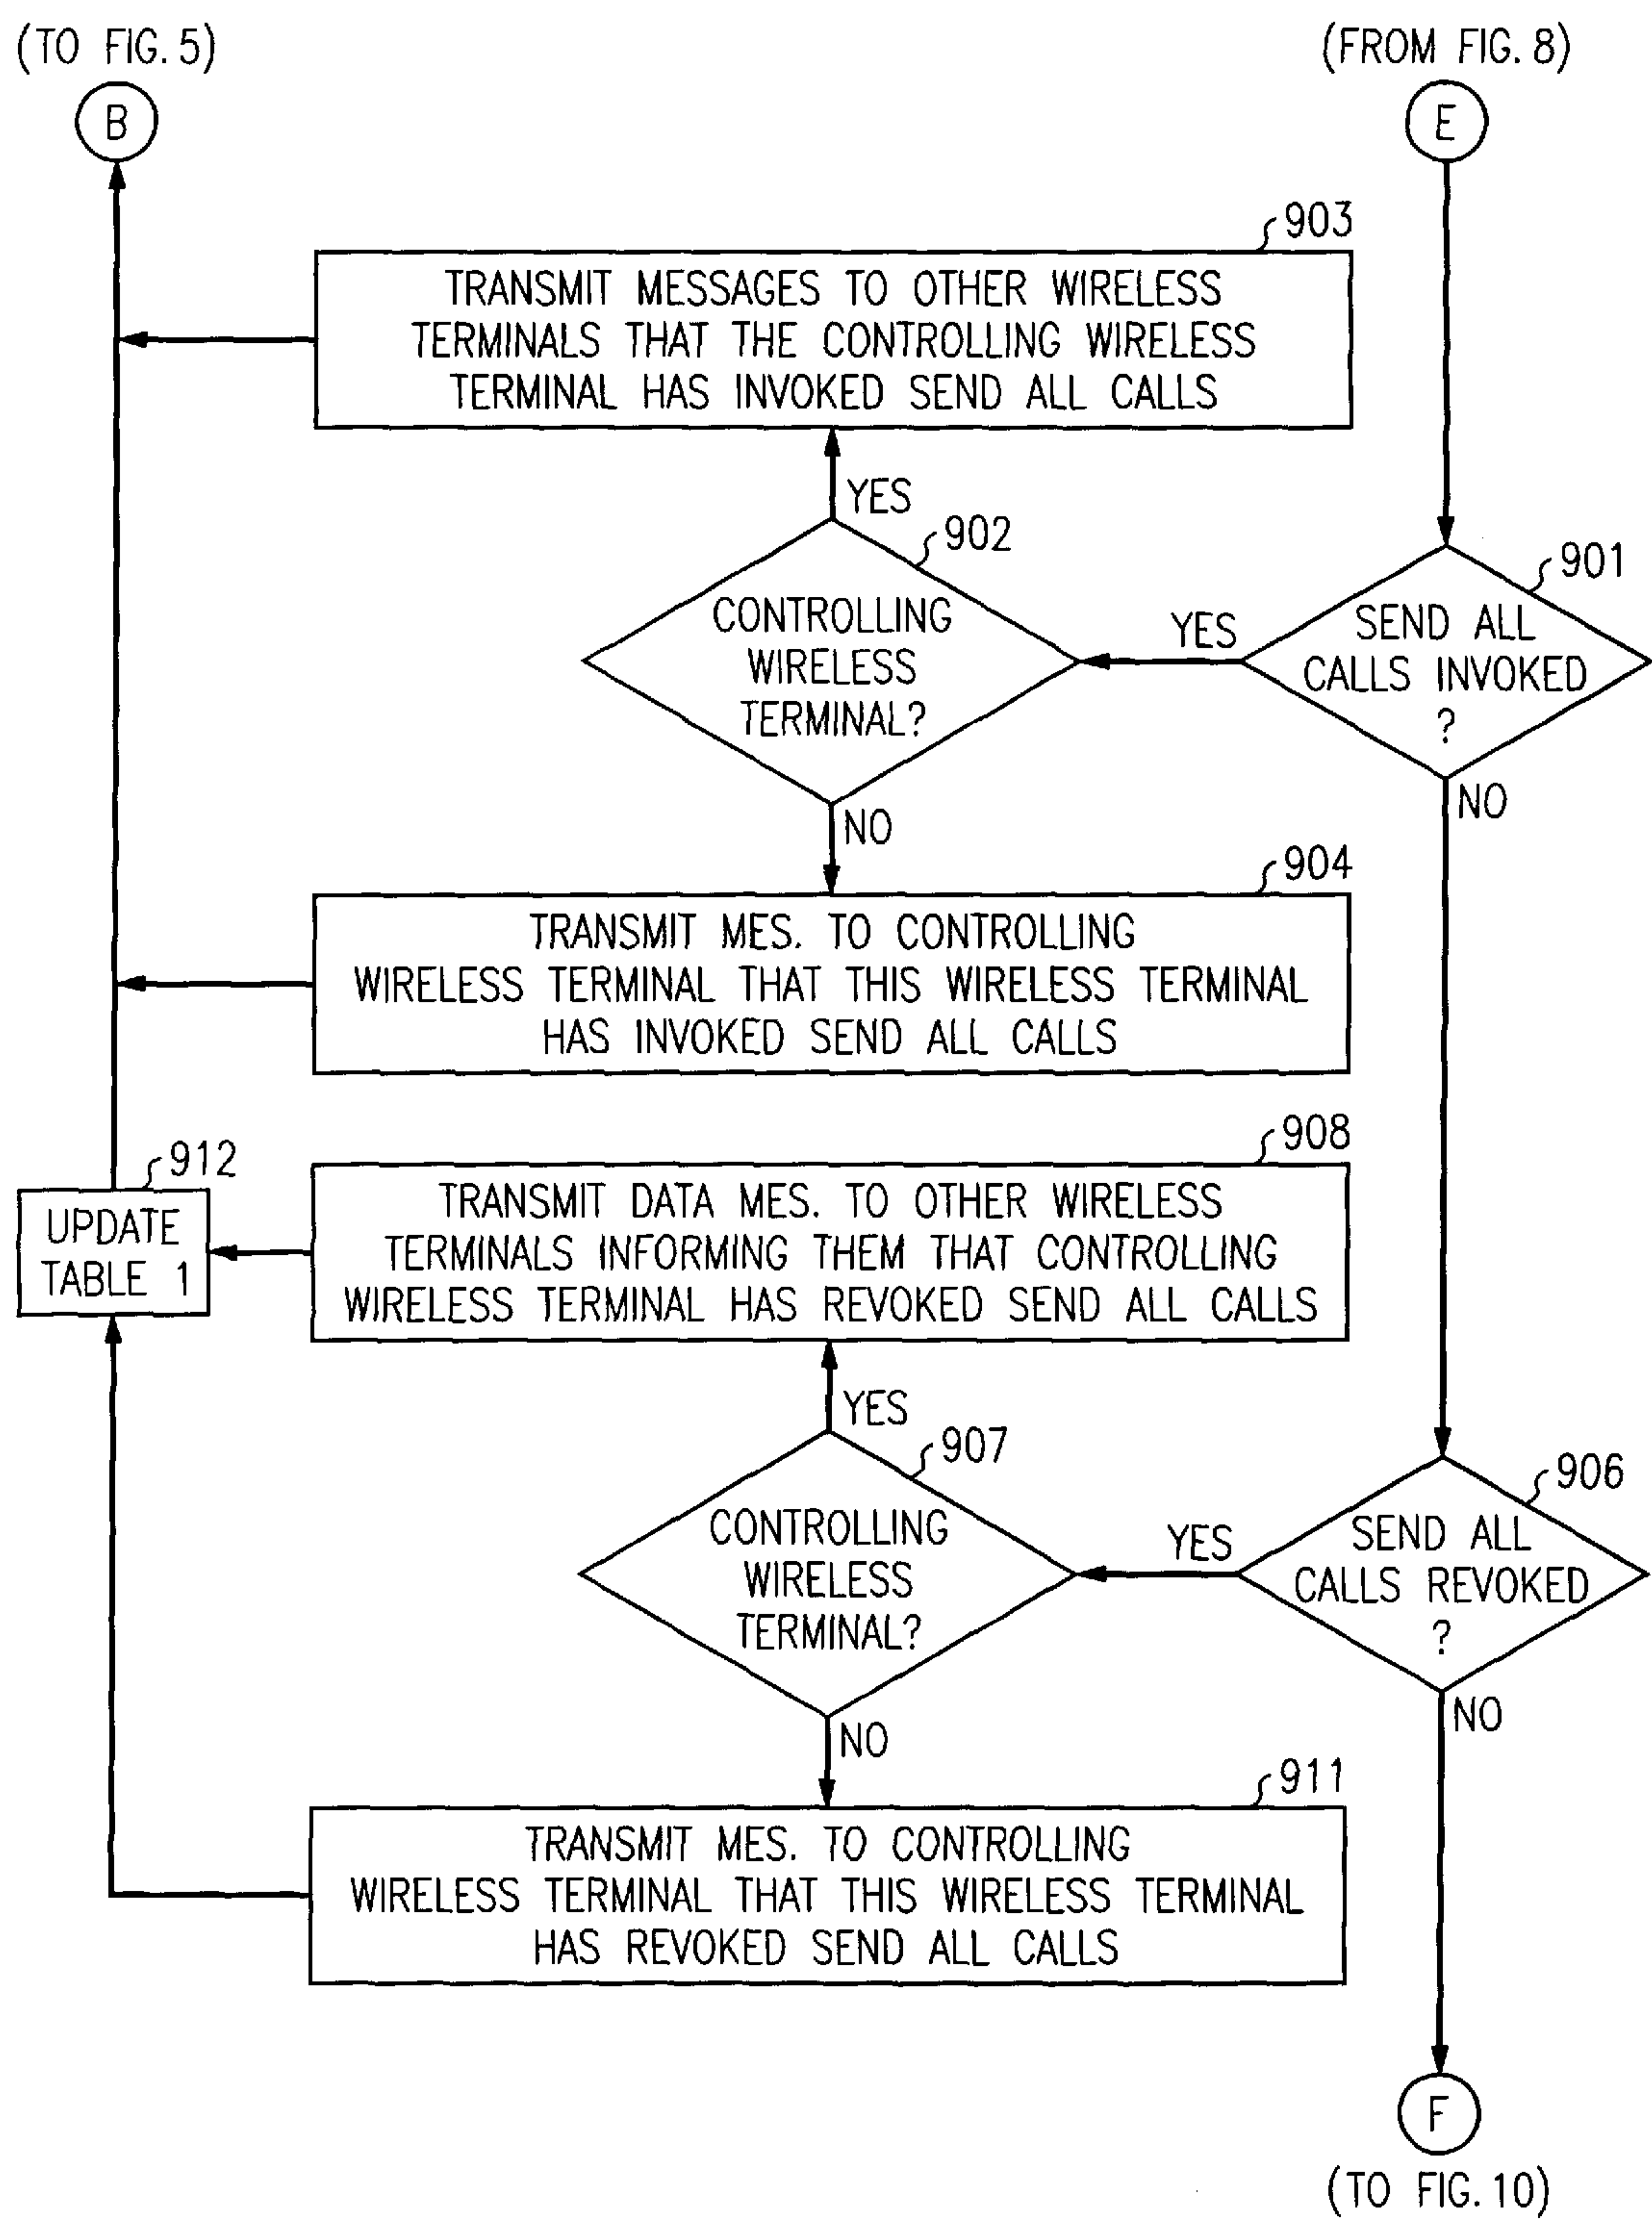 (TO FIG. 5)
(FROM FIG. 8)
B
E
903
TRANSMIT MESSAGES TO OTHER WIRELESS
TERMINALS THAT THE CONTROLLING WIRELESS
TERMINAL HAS INVOKED SEND ALL CALLS
YES
902
CONTROLLING
WIRELESS
TERMINAL?
YES
901
SEND ALL
CALLS INVOKED
?
NO
NO
904
TRANSMIT MES. TO CONTROLLING
WIRELESS TERMINAL THAT THIS WIRELESS TERMINAL
HAS INVOKED SEND ALL CALLS
912
UPDATE
TABLE 1
908
TRANSMIT DATA MES. TO OTHER WIRELESS
TERMINALS INFORMING THEM THAT CONTROLLING
WIRELESS TERMINAL HAS REVOKED SEND ALL CALLS
YES
907
CONTROLLING
WIRELESS
TERMINAL?
YES
906
SEND ALL
CALLS REVOKED
?
NO
NO
911
TRANSMIT MES. TO CONTROLLING
WIRELESS TERMINAL THAT THIS WIRELESS TERMINAL
HAS REVOKED SEND ALL CALLS
F
(TO FIG. 10)